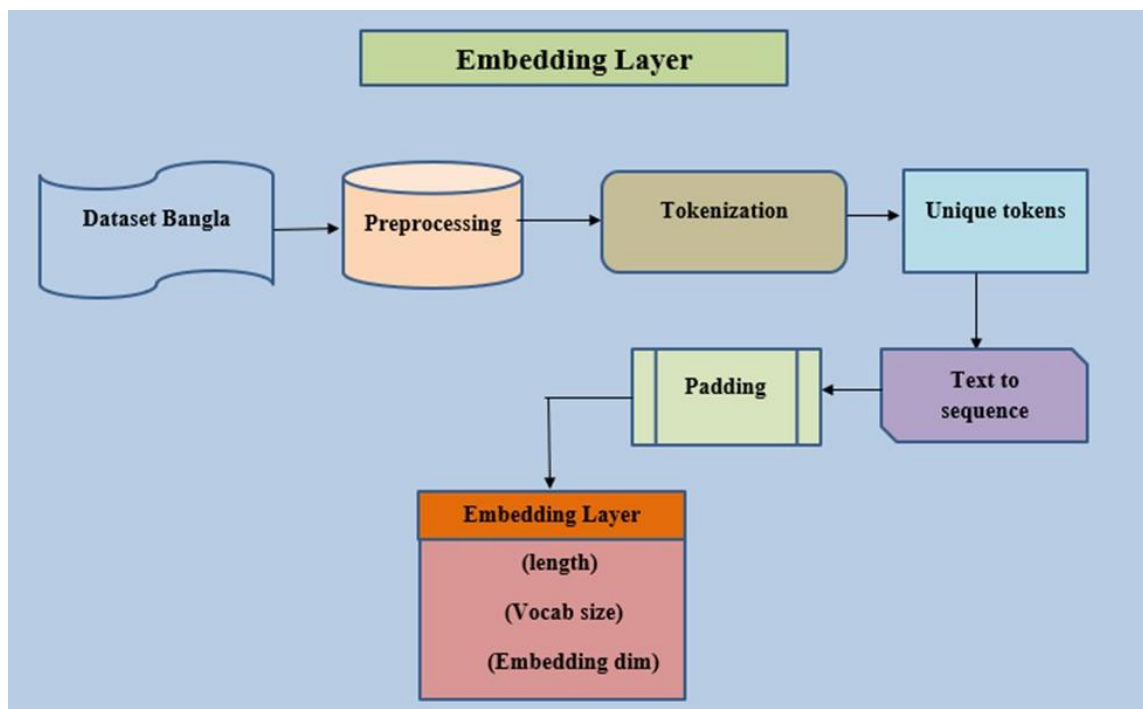 Embedding Layer
Dataset Bangla
Preprocessing
Tokenization
Unique tokens
Text to
sequence
Padding
Embedding Layer
(length)
(Vocab size)
(Embedding dim)